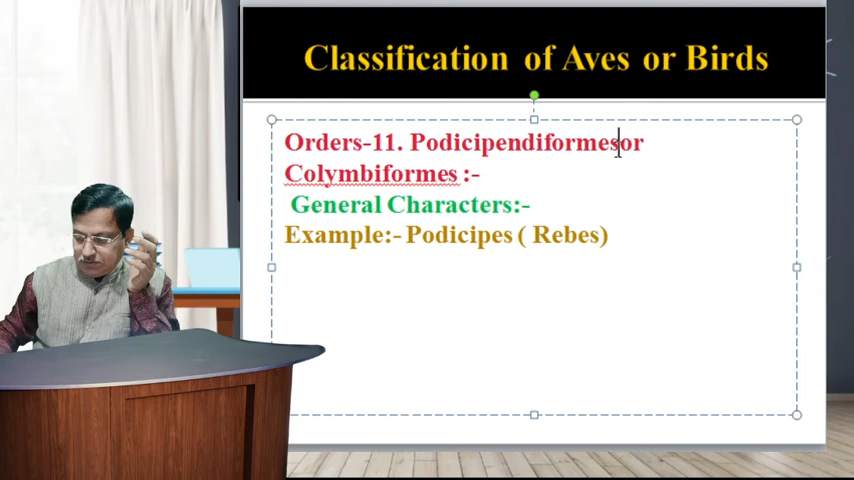 Classification of Aves or Birds
Orders-11. Podicipendiformesor
Colymbiformes :-
General Characters:-
Example:- Podicipes ( Rebes)